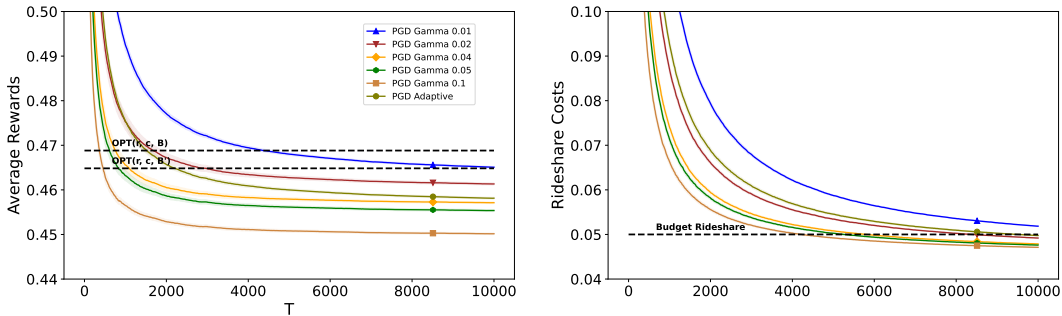 0.50
0.49
0.48
0.47
0.46
0.45
0.44
Average Rewards
PGD Gamma 0.01
PGD Gamma 0.02
PGD Gamma 0.04
PGD Gamma 0.05
PGD Gamma 0.1
PGD Adaptive
OPT(r, c, B)
OPT(r, c, B')
0 2000 4000 6000 8000 10000
T
0.10
0.09
0.08
0.07
0.06
0.05
0.04
Rideshare Costs
Budget Rideshare
0 2000 4000 6000 8000 10000